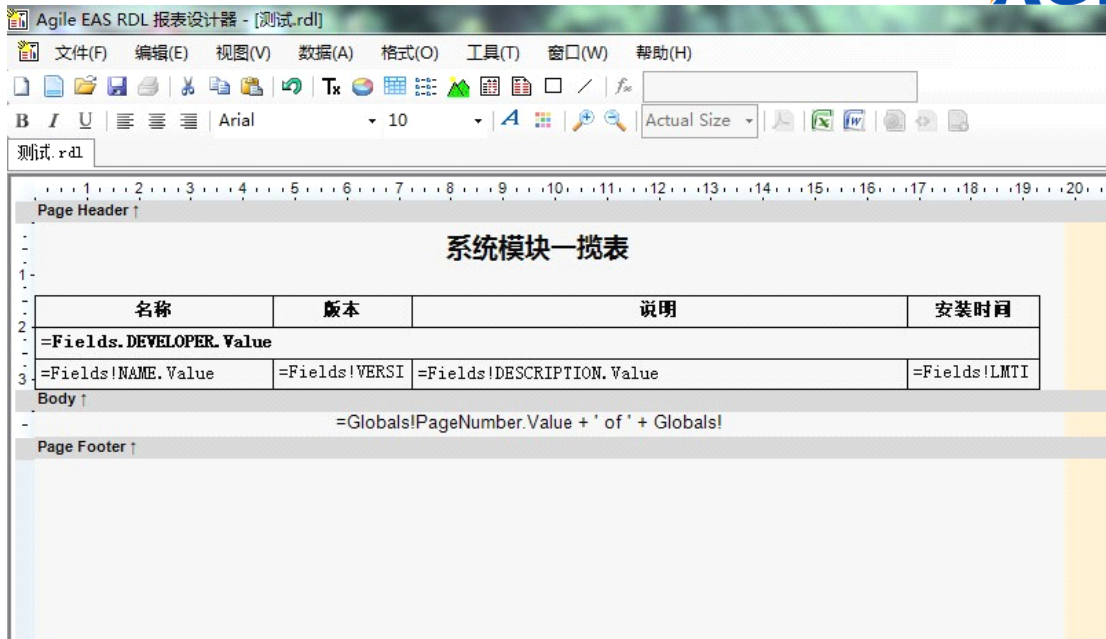 Agile EAS RDL 报表设计器 - [测试.rdl]
文件(F) 编辑(E) 视图(V) 数据(A) 格式(O) 工具(T) 窗口(W) 帮助(H)
Tx fx
B I U Arial 10 A Actual Size
测试.rdl
1 2 3 4 5 6 7 8 9 10 11 12 13 14 15 16 17 18 19 20
Page Header ↑
系统模块一揽表
1
名称 版本 说明 安装时间
2
=Fields.DEVELOPER.Value
3 =Fields!NAME.Value =Fields!VERSI =Fields!DESCRIPTION.Value =Fields!LMTI
Body ↑
=Globals!PageNumber.Value + ' of ' + Globals!
Page Footer ↑